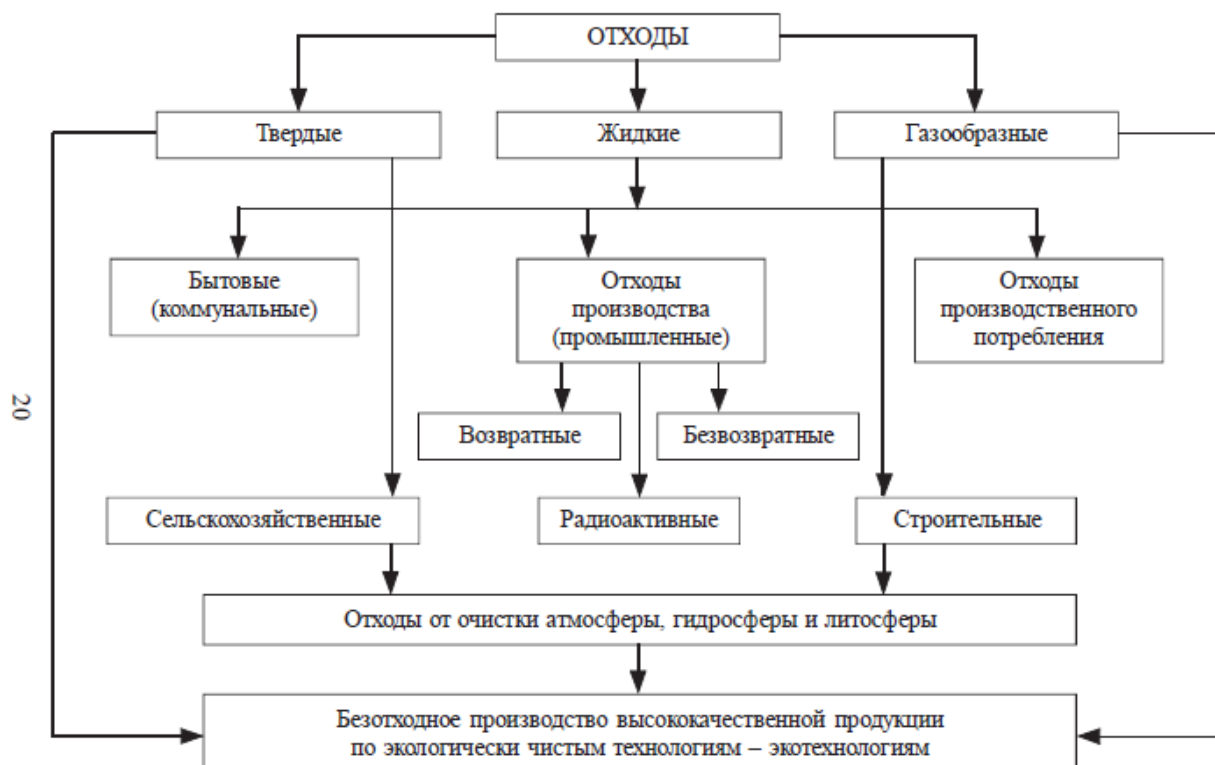 ОТХОДЫ
Твердые
Жидкие
Газообразные
Бытовые
(коммунальные)
Отходы
производства
(промышленные)
Отходы
производственного
потребления
20
Возвратные
Безвозвратные
Сельскохозяйственные
Радиоактивные
Строительные
Отходы от очистки атмосферы, гидросферы и литосферы
Безотходное производство высококачественной продукции
по экологически чистым технологиям – экотехнологиям